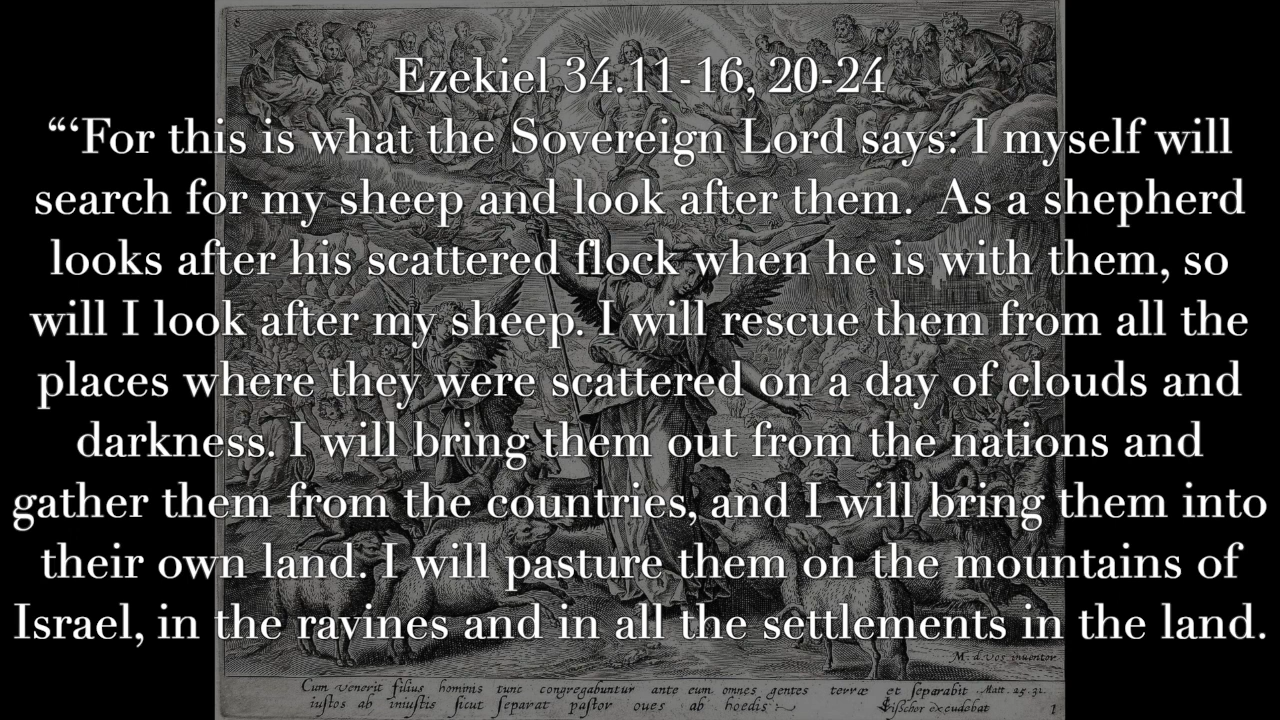 8
Ezekiel 34.11-16, 20-24
“‘For this is what the Sovereign Lord says: I myself will
search for my sheep and look after them.  As a shepherd
looks after his scattered flock when he is with them, so
will I look after my sheep. I will rescue them from all the
places where they were scattered on a day of clouds and
darkness. I will bring them out from the nations and
gather them from the countries, and I will bring them into
their own land. I will pasture them on the mountains of
Israel, in the ravines and in all the settlements in the land.
M. d. Vos inventor
Cum venerit filius hominis tunc congregabuntur ante eum omnes gentes terræ et separabit . Matt. 25. 31.
iustos ab iniustis sicut separat pastor oves ab hoedis
Visscher excudebat
1